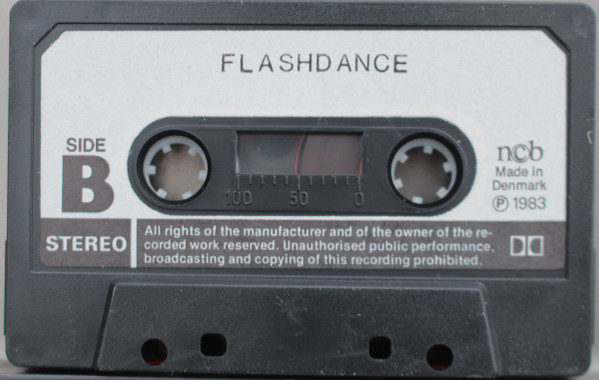 FLASHDANCE
SIDE
B
100 50 0
ncb
Made in
Denmark
Ⓟ 1983
STEREO
All rights of the manufacturer and of the owner of the re-
corded work reserved. Unauthorised public performance,
broadcasting and copying of this recording prohibited.